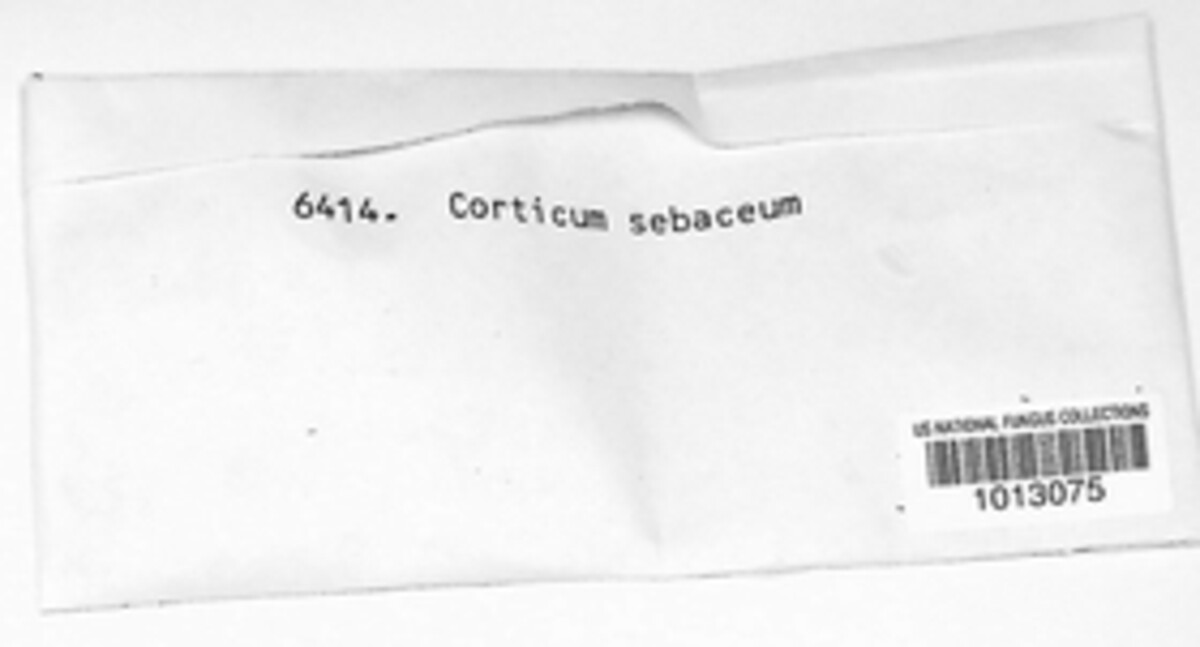 6414. Corticum sebaceum
US NATIONAL FUNGUS COLLECTIONS
1013075